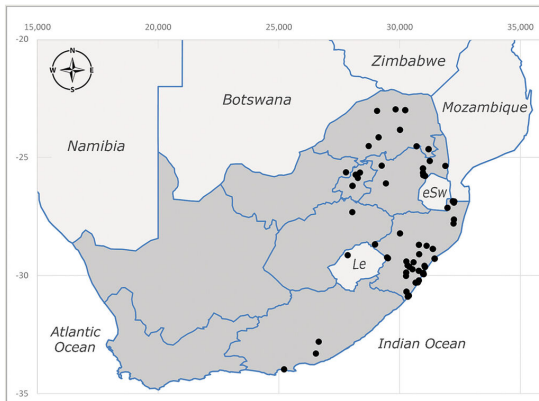 15,000 20,000 25,000 30,000 35,000
-20
N
W E
S
Zimbabwe
Botswana
Mozambique
Namibia
-25
eSw
Le
-30
Atlantic
Ocean
Indian Ocean
-35